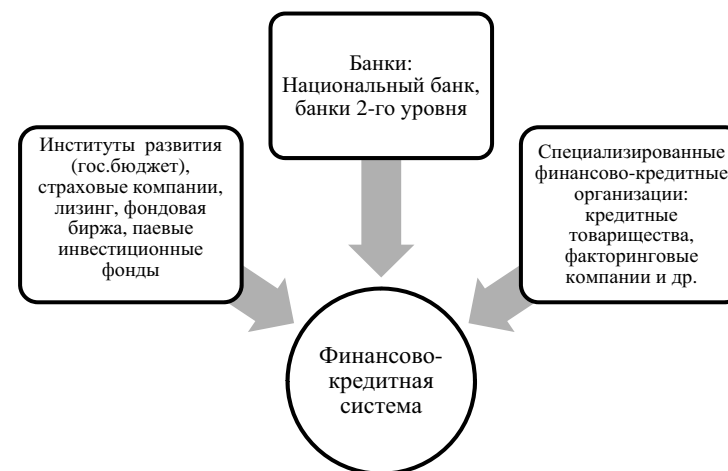 Банки:
Национальный банк,
банки 2-го уровня
Институты развития
(гос.бюджет),
страховые компании,
лизинг, фондовая
биржа, паевые
инвестиционные
фонды
Специализированные
финансово-кредитные
организации:
кредитные
товарищества,
факторинговые
компании и др.
Финансово-
кредитная
система